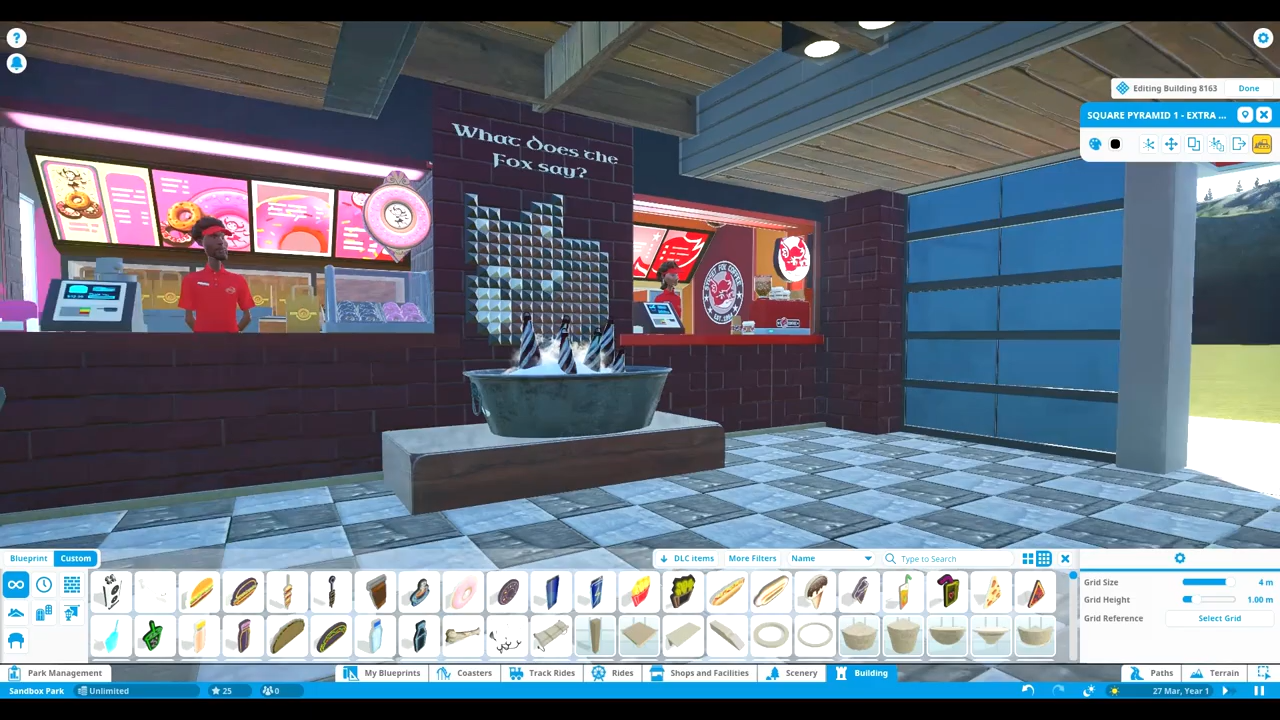 ?
Editing Building 8163 Done
SQUARE PYRAMID 1 - EXTRA ...
What Does the
Fox say?
Blueprint Custom
DLC items More Filters Name Type to Search
Grid Size 4 m
Grid Height 1.00 m
Grid Reference Select Grid
Park Management My Blueprints Coasters Track Rides Rides Shops and Facilities Scenery Building Paths Terrain
Sandbox Park Unlimited 25 0 27 Mar, Year 1